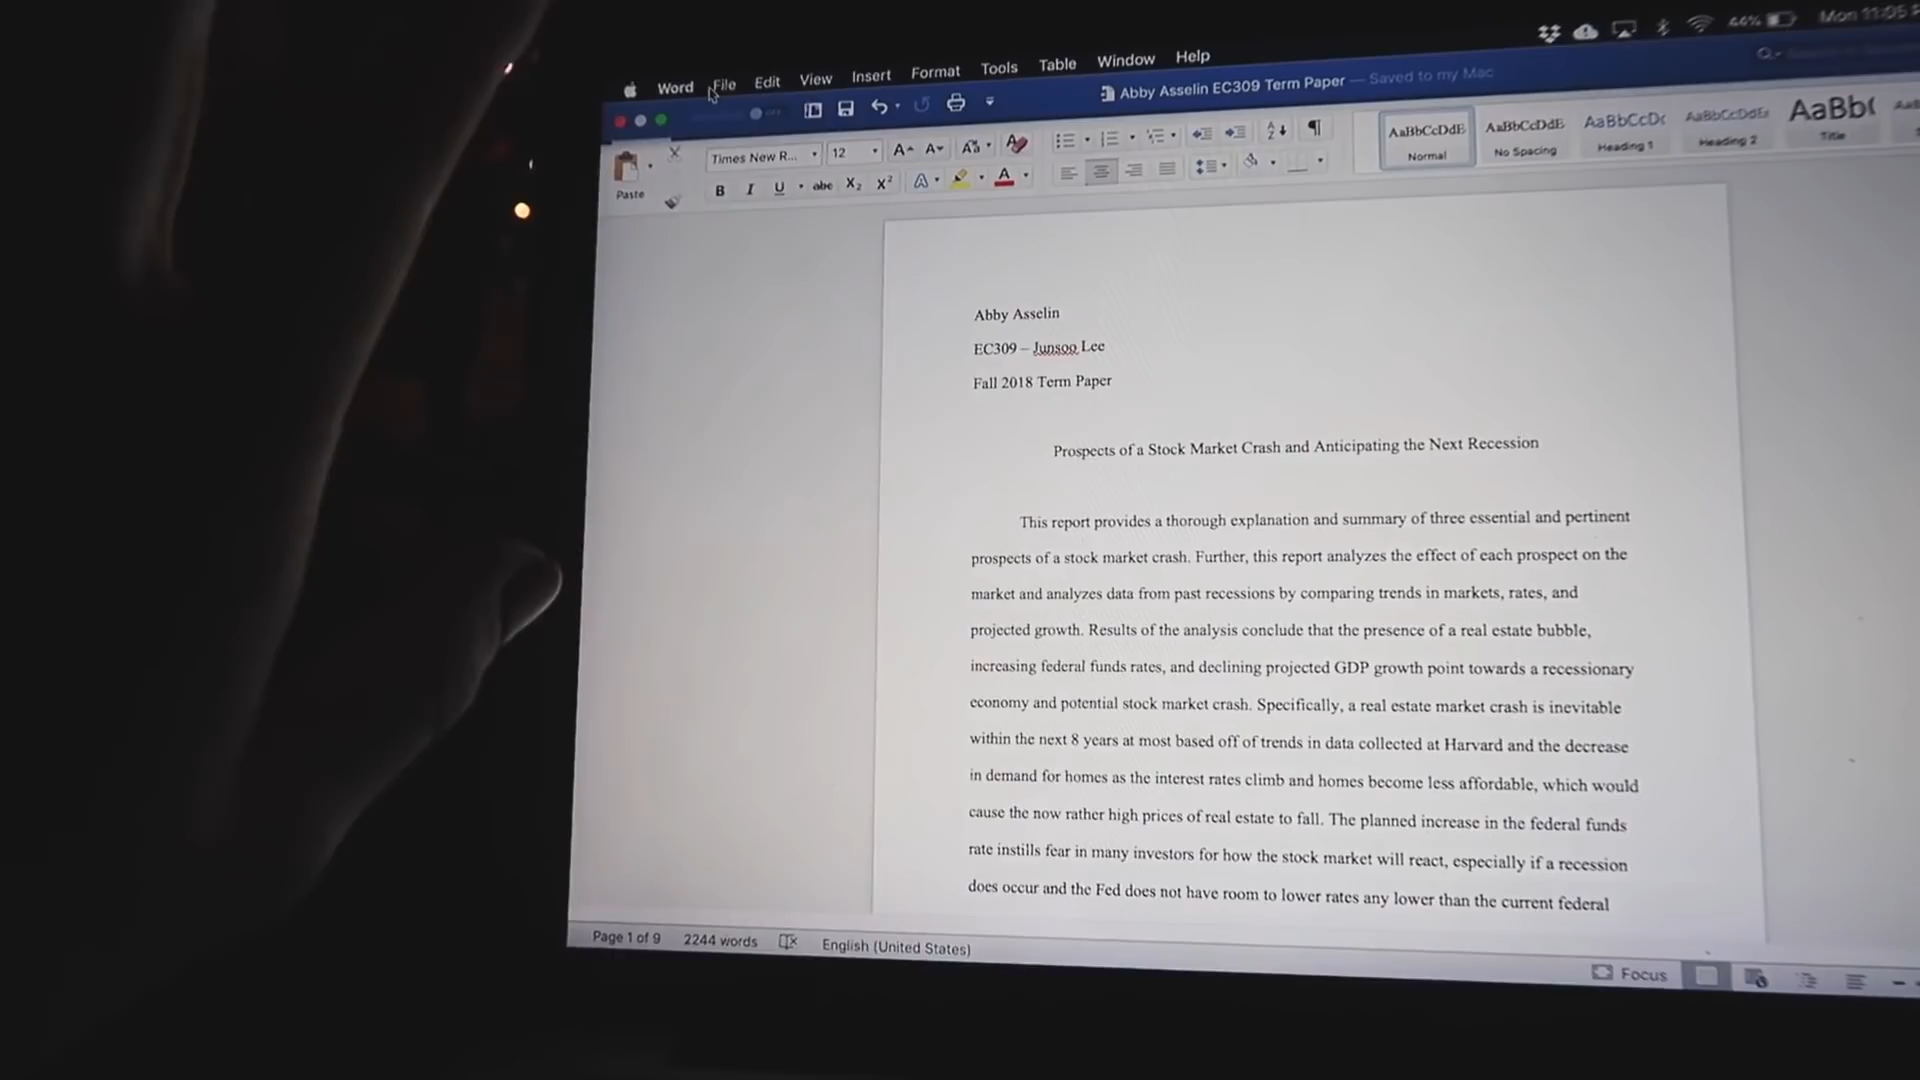 44% Mon 11:05
Word File Edit View Insert Format Tools Table Window Help
Abby Asselin EC309 Term Paper — Saved to my Mac
Paste Times New R... 12 AaBbCcDdE AaBbCcDdE AaBbCcDc AaBbCcDdEe AaBb(
B I U abc X₂ X² A A Normal No Spacing Heading 1 Heading 2 Title
Abby Asselin
EC309 – Junsoo Lee
Fall 2018 Term Paper
Prospects of a Stock Market Crash and Anticipating the Next Recession
This report provides a thorough explanation and summary of three essential and pertinent
prospects of a stock market crash. Further, this report analyzes the effect of each prospect on the
market and analyzes data from past recessions by comparing trends in markets, rates, and
projected growth. Results of the analysis conclude that the presence of a real estate bubble,
increasing federal funds rates, and declining projected GDP growth point towards a recessionary
economy and potential stock market crash. Specifically, a real estate market crash is inevitable
within the next 8 years at most based off of trends in data collected at Harvard and the decrease
in demand for homes as the interest rates climb and homes become less affordable, which would
cause the now rather high prices of real estate to fall. The planned increase in the federal funds
rate instills fear in many investors for how the stock market will react, especially if a recession
does occur and the Fed does not have room to lower rates any lower than the current federal
Page 1 of 9 2244 words English (United States)
Focus